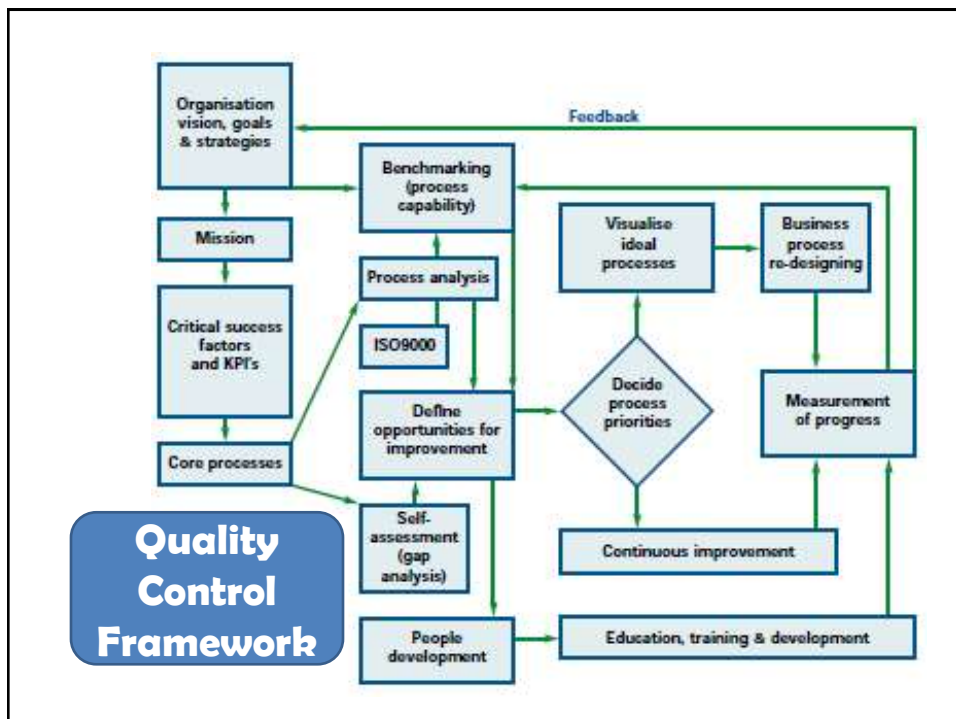 Organisation
vision, goals
& strategies
Feedback
Benchmarking
(process
capability)
Mission
Visualise
ideal
processes
Business
process
re-designing
Process analysis
Critical success
factors
and KPI's
ISO9000
Decide
process
priorities
Measurement
of progress
Define
opportunities for
improvement
Core processes
Self-
assessment
(gap
analysis)
Continuous improvement
Quality
Control
Framework
People
development
Education, training & development